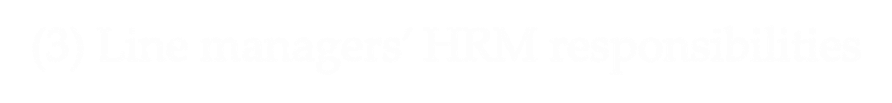 (3) Line managers' HRM responsibilities